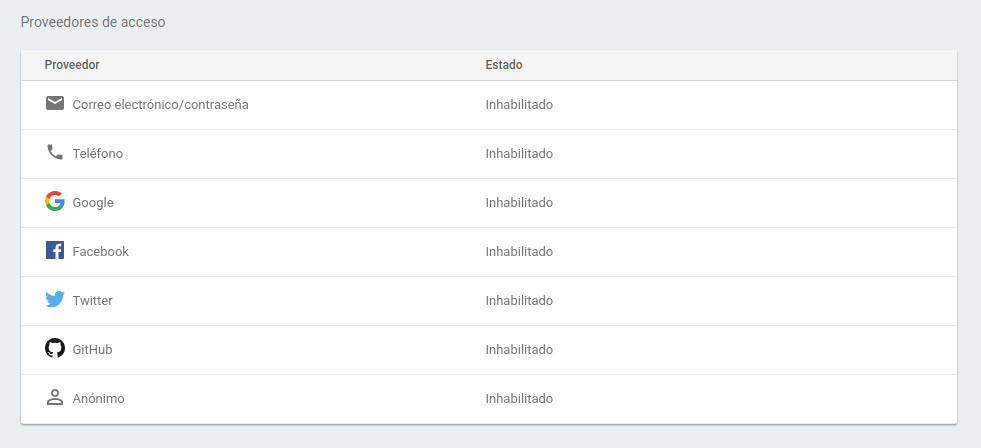 Proveedores de acceso
Proveedor Estado
Correo electrónico/contraseña Inhabilitado
Teléfono Inhabilitado
Google Inhabilitado
Facebook Inhabilitado
Twitter Inhabilitado
GitHub Inhabilitado
Anónimo Inhabilitado